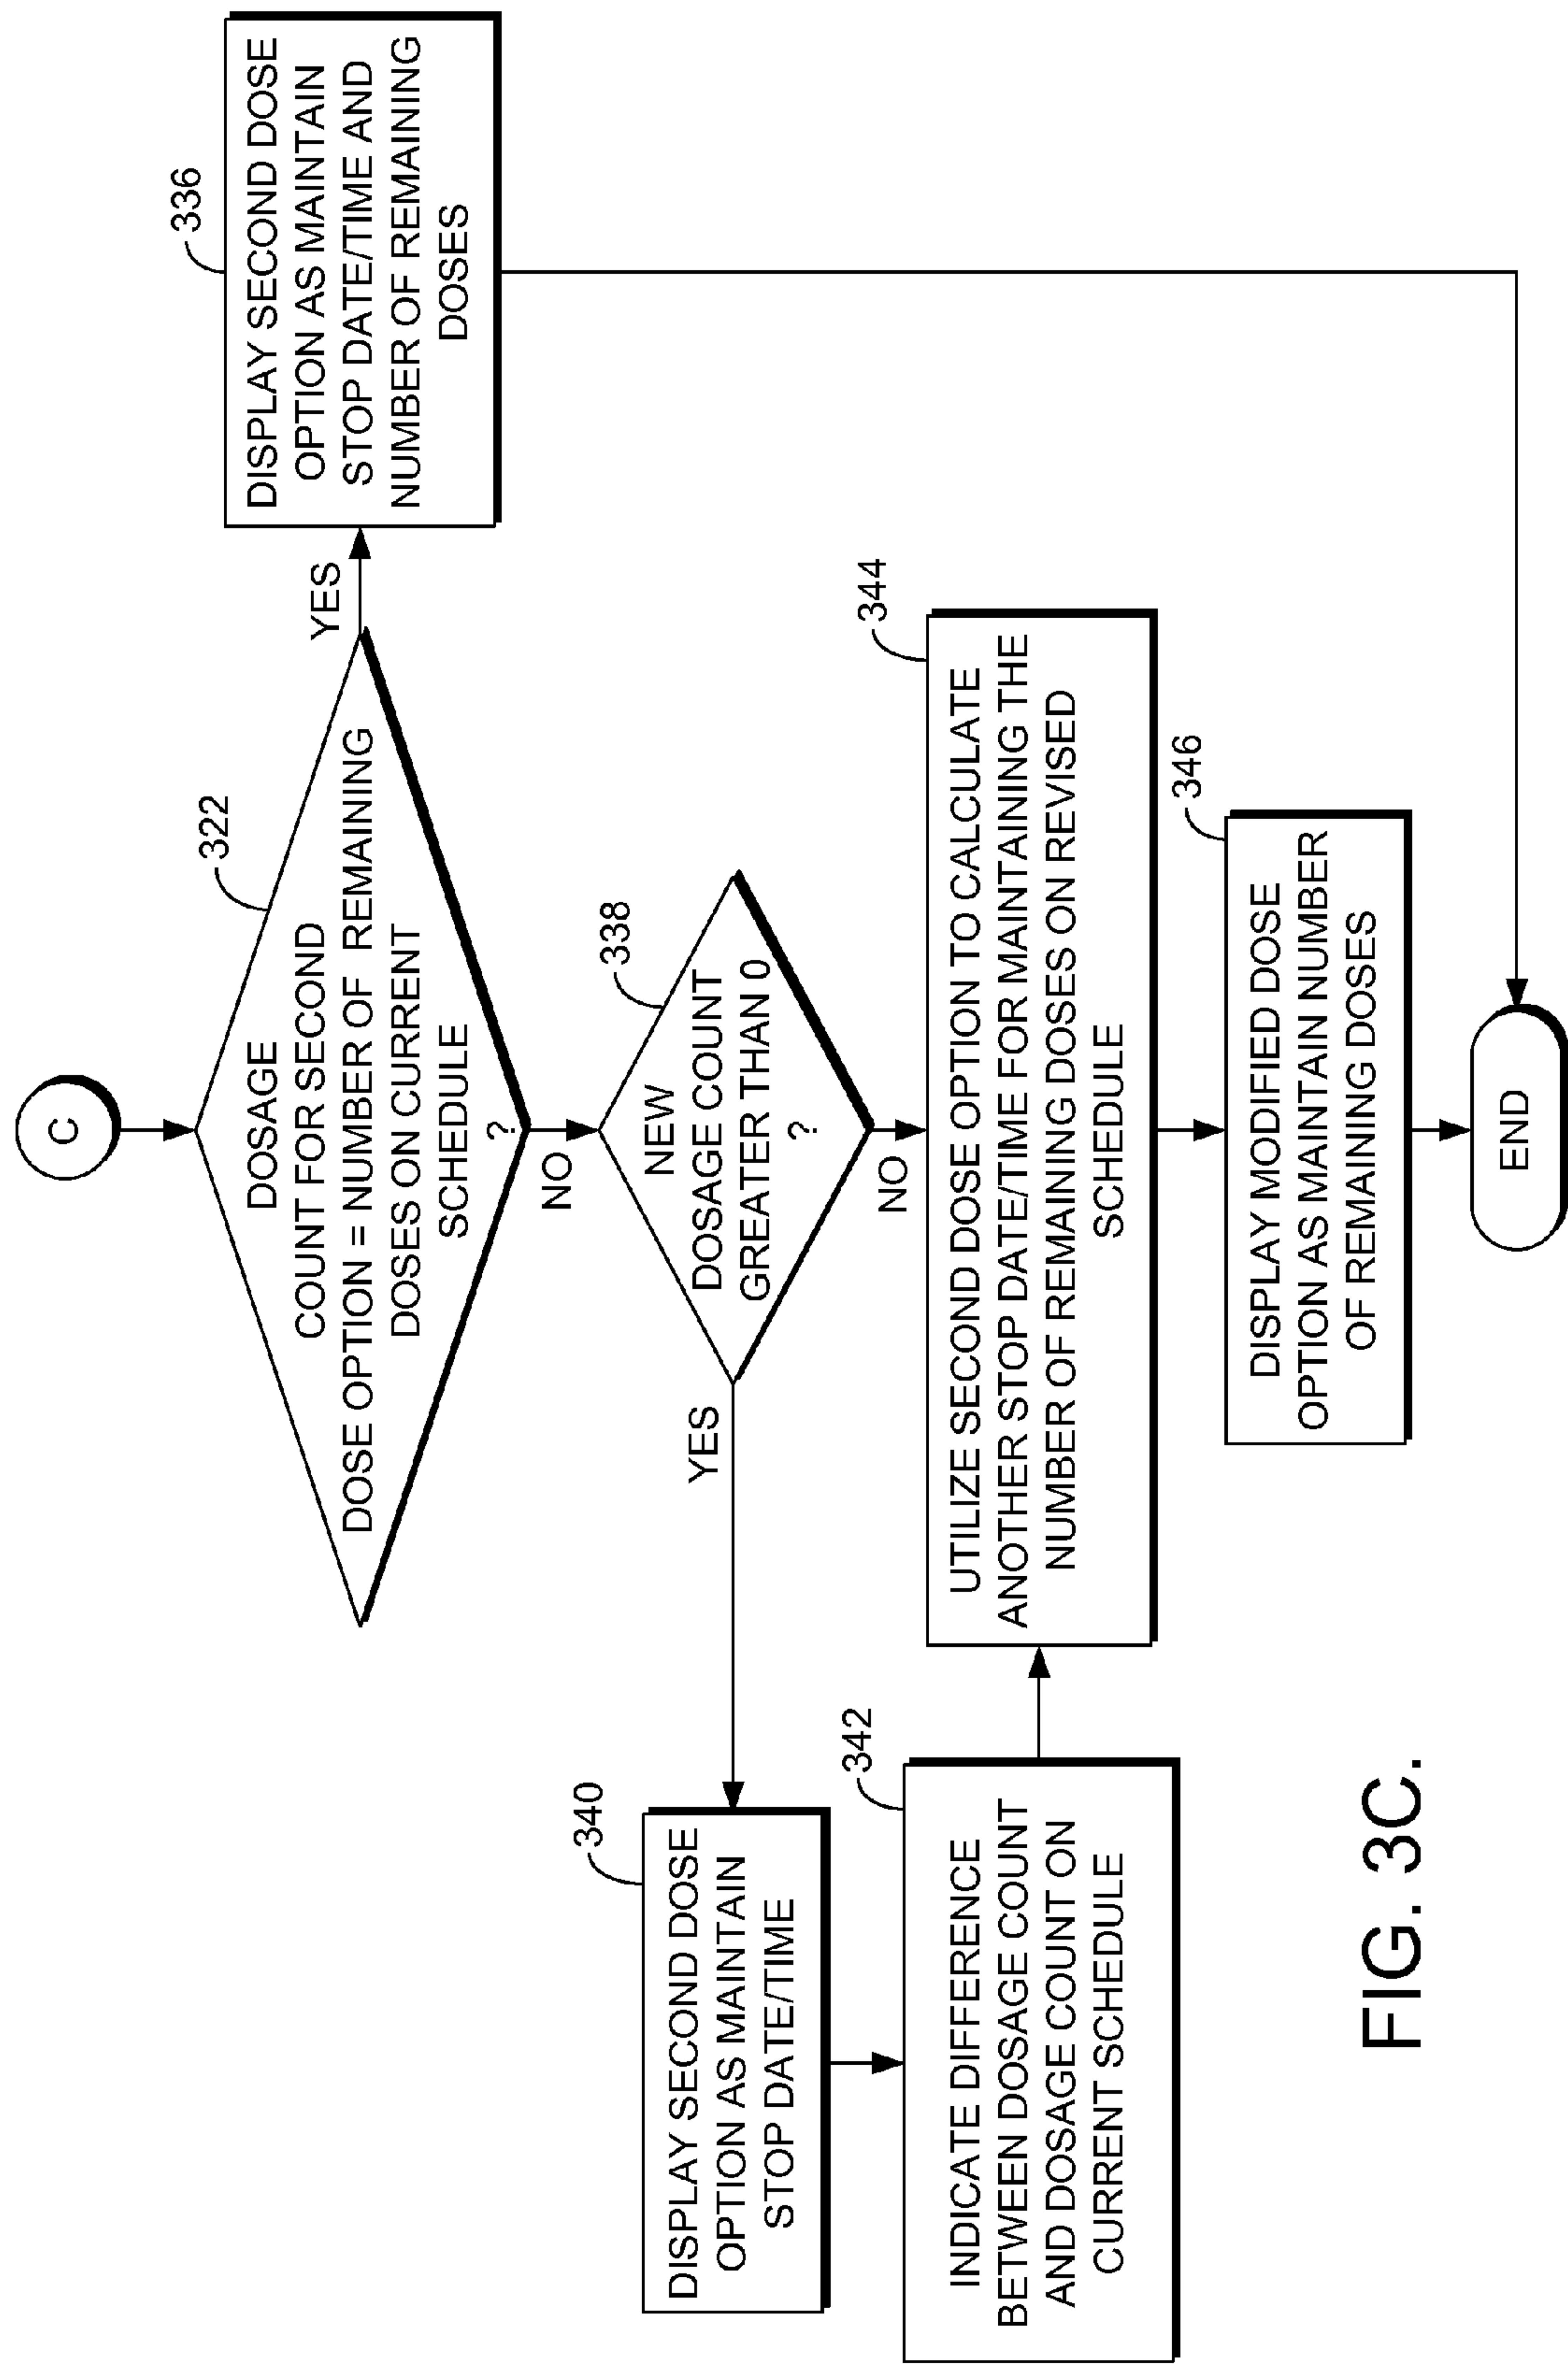 C
322
DOSAGE
COUNT FOR SECOND
DOSE OPTION = NUMBER OF REMAINING
DOSES ON CURRENT
SCHEDULE
?
YES
336
DISPLAY SECOND DOSE
OPTION AS MAINTAIN
STOP DATE/TIME AND
NUMBER OF REMAINING
DOSES
NO
338
NEW
DOSAGE COUNT
GREATER THAN 0
?
YES
340
DISPLAY SECOND DOSE
OPTION AS MAINTAIN
STOP DATE/TIME
342
INDICATE DIFFERENCE
BETWEEN DOSAGE COUNT
AND DOSAGE COUNT ON
CURRENT SCHEDULE
NO
344
UTILIZE SECOND DOSE OPTION TO CALCULATE
ANOTHER STOP DATE/TIME FOR MAINTAINING THE
NUMBER OF REMAINING DOSES ON REVISED
SCHEDULE
346
DISPLAY MODIFIED DOSE
OPTION AS MAINTAIN NUMBER
OF REMAINING DOSES
END
FIG. 3C.